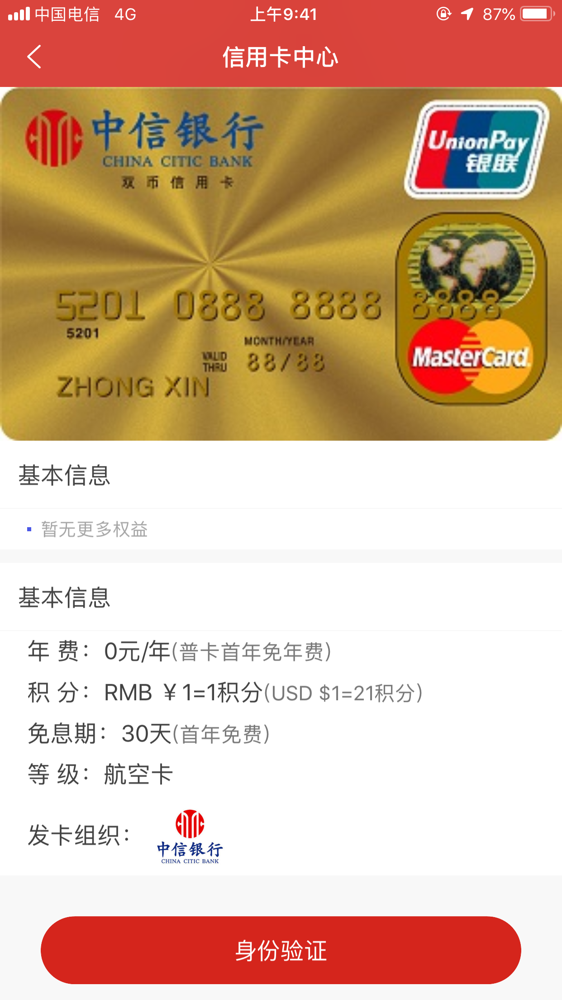 中国电信 4G 上午9:41 87%
信用卡中心
中信银行
CHINA CITIC BANK
双币信用卡
UnionPay
银联
5201 0888 8888 8888
5201
MONTH/YEAR
VALID THRU 88/88
ZHONG XIN
MasterCard
基本信息
暂无更多权益
基本信息
年 费：0元/年(普卡首年免年费)
积 分：RMB ￥1=1积分(USD $1=21积分)
免息期：30天(首年免费)
等 级：航空卡
发卡组织：
中信银行
CHINA CITIC BANK
身份验证